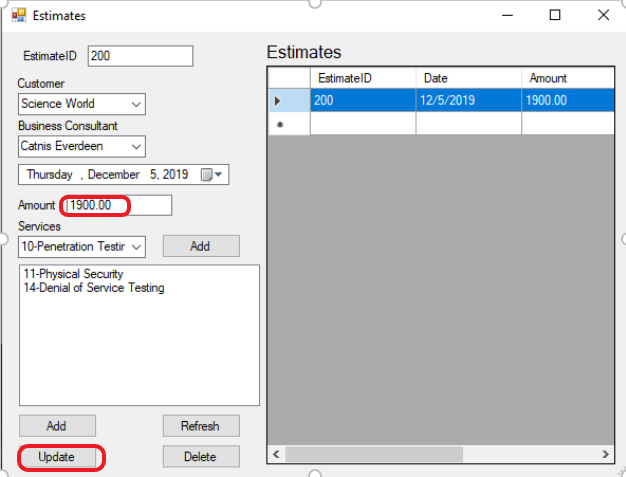 Estimates
EstimateID 200
Customer
Science World
Business Consultant
Catnis Everdeen
Thursday , December 5, 2019
Amount 1900.00
Services
10-Penetration Testir Add
11-Physical Security
14-Denial of Service Testing
Add Refresh
Update Delete
Estimates
EstimateID Date Amount
200 12/5/2019 1900.00